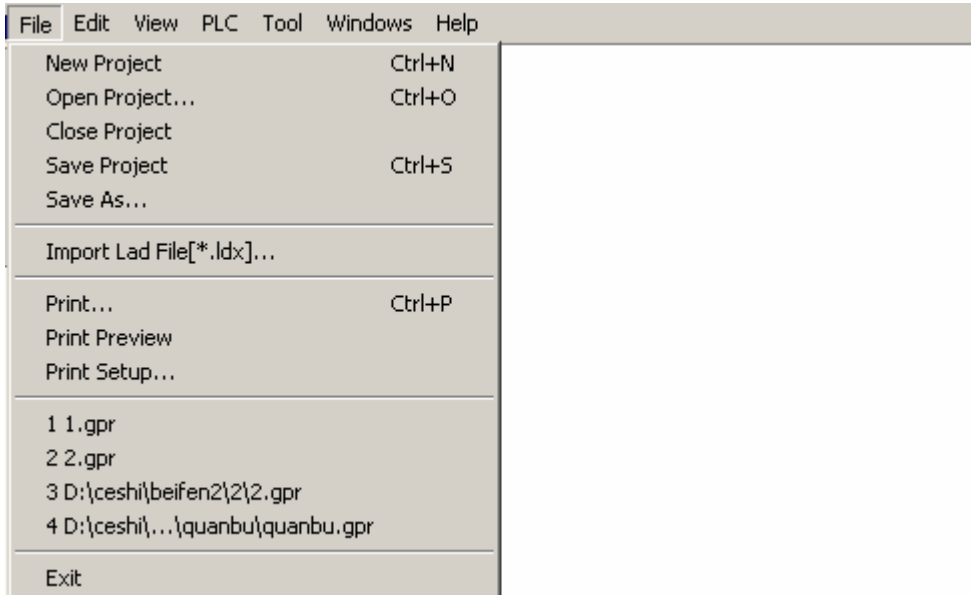 File Edit View PLC Tool Windows Help
New Project Ctrl+N
Open Project... Ctrl+O
Close Project
Save Project Ctrl+S
Save As...
Import Lad File[*.ldx]...
Print... Ctrl+P
Print Preview
Print Setup...
1 1.gpr
2 2.gpr
3 D:\ceshi\beifen2\2\2.gpr
4 D:\ceshi\...\quanbu\quanbu.gpr
Exit